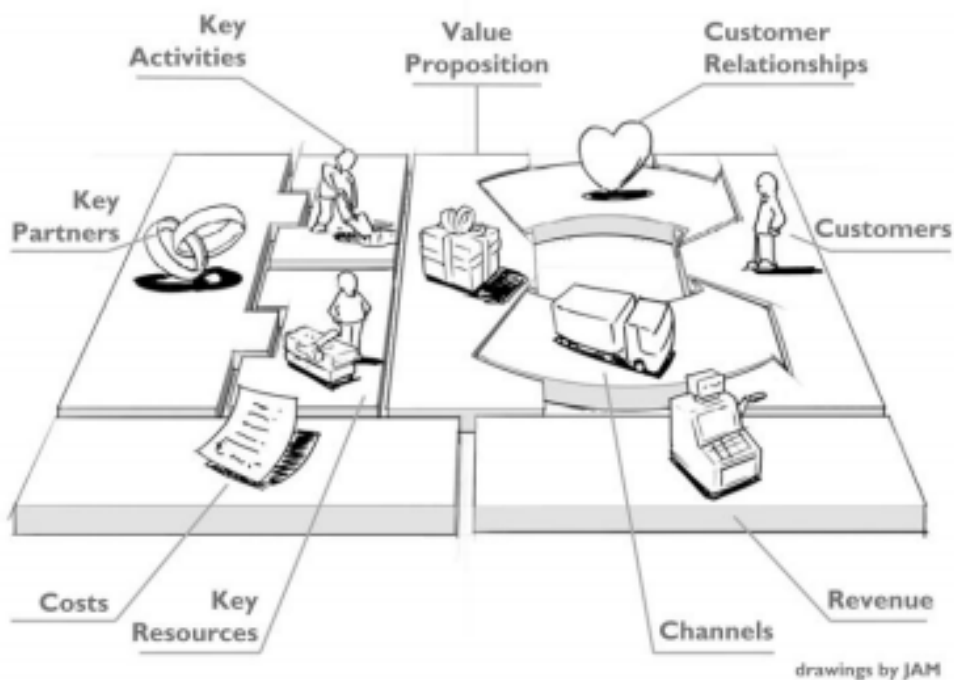 Key
Activities
Value
Proposition
Customer
Relationships
Key
Partners
Customers
Costs
Key
Resources
Channels
Revenue
drawings by JAM